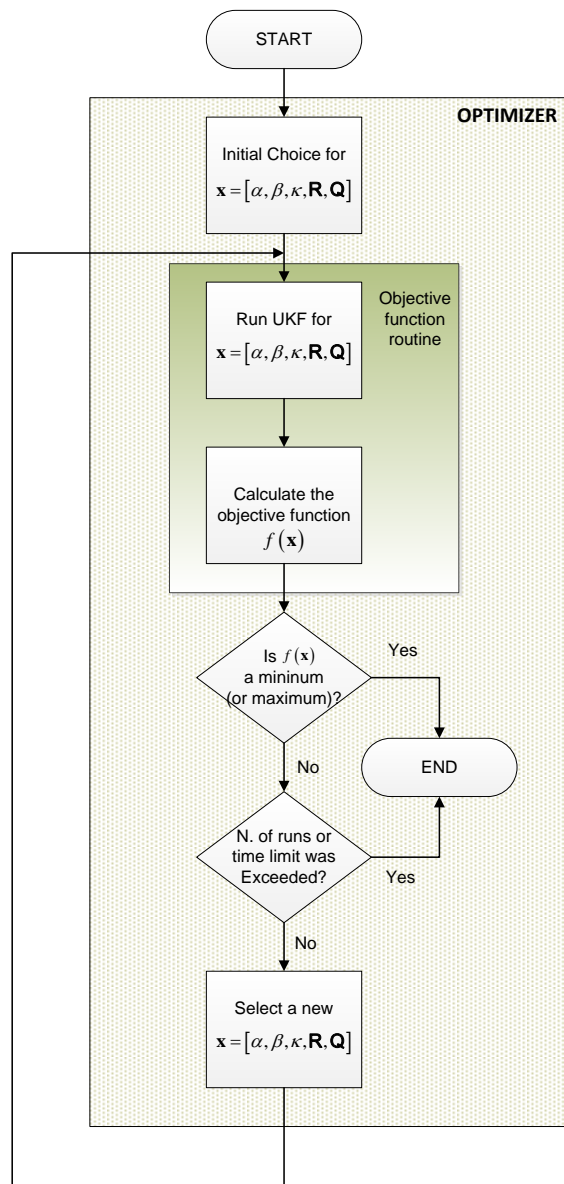 START
OPTIMIZER
Initial Choice for
x = [α, β, κ, R, Q]
Objective
function
routine
Run UKF for
x = [α, β, κ, R, Q]
Calculate the
objective function
f(x)
Is f(x)
a mininum
(or maximum)?
Yes
No
END
N. of runs or
time limit was
Exceeded?
Yes
No
Select a new
x = [α, β, κ, R, Q]